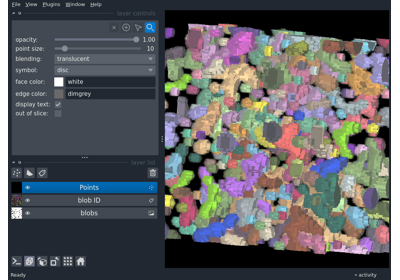 File View Plugins Window Help
layer controls
opacity: 1.00
point size: 10
blending: translucent
symbol: disc
face color: white
edge color: dimgrey
display text:
out of slice:
layer list
Points
blob ID
blobs
Ready
activity